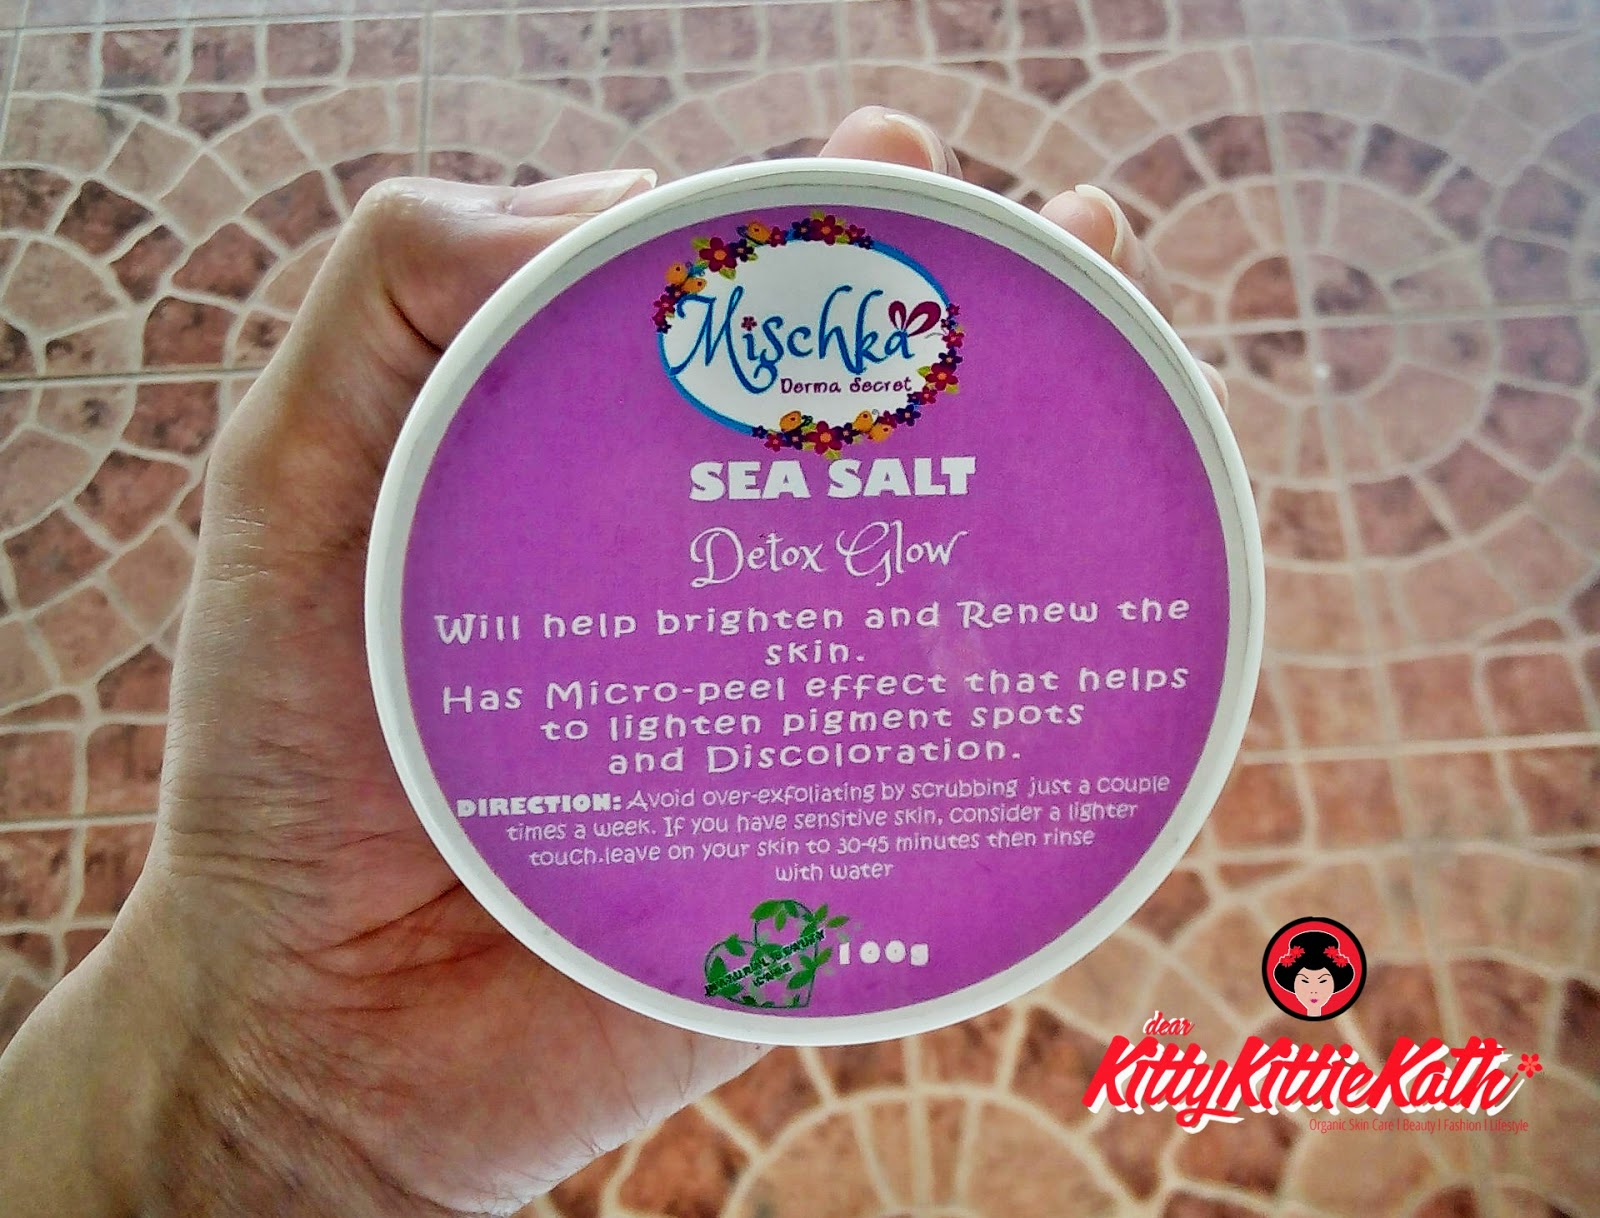 Mischka
Derma Secret
SEA SALT
Detox Glow
Will help brighten and Renew the
skin.
Has Micro-peel effect that helps
to lighten pigment spots
and Discoloration.
DIRECTION: Avoid over-exfoliating by scrubbing just a couple
times a week. If you have sensitive skin, consider a lighter
touch.leave on your skin to 30-45 minutes then rinse
with water
NATURAL BEAUTY
CARE
100g
dear
KittyKittieKath
Organic Skin Care | Beauty | Fashion | Lifestyle